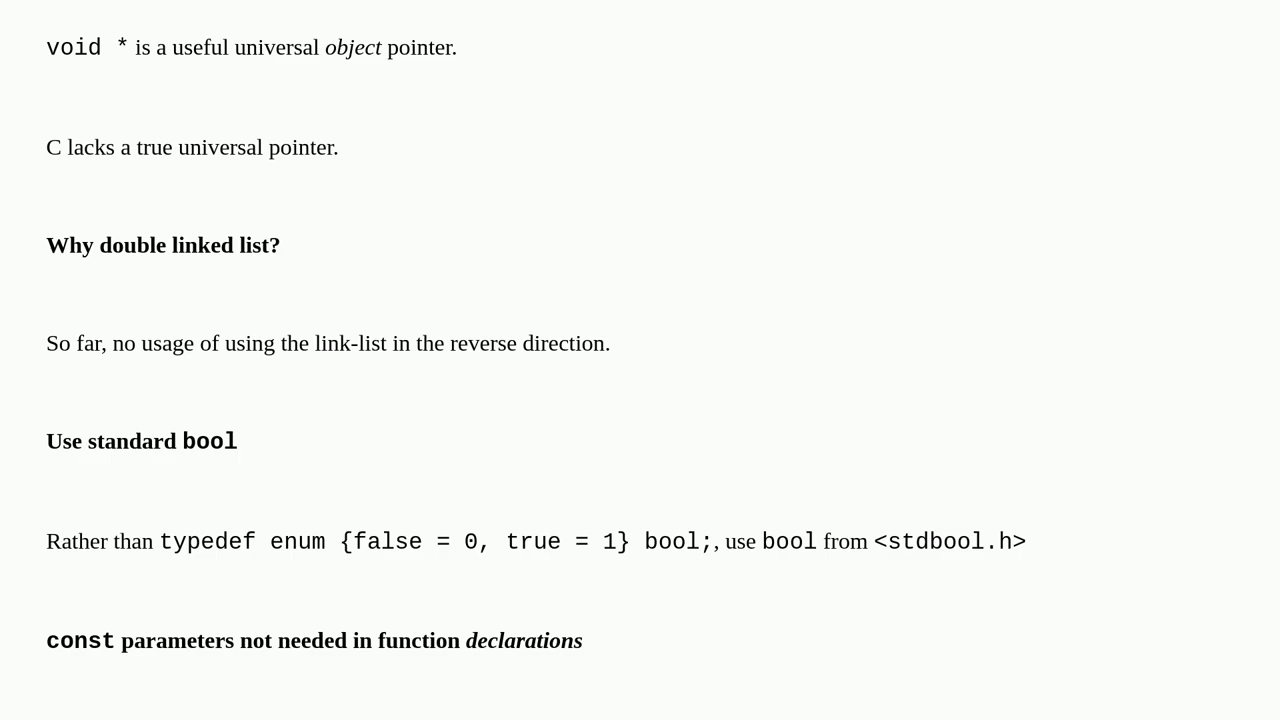 void * is a useful universal object pointer.
C lacks a true universal pointer.
Why double linked list?
So far, no usage of using the link-list in the reverse direction.
Use standard bool
Rather than typedef enum {false = 0, true = 1} bool;, use bool from <stdbool.h>
const parameters not needed in function declarations